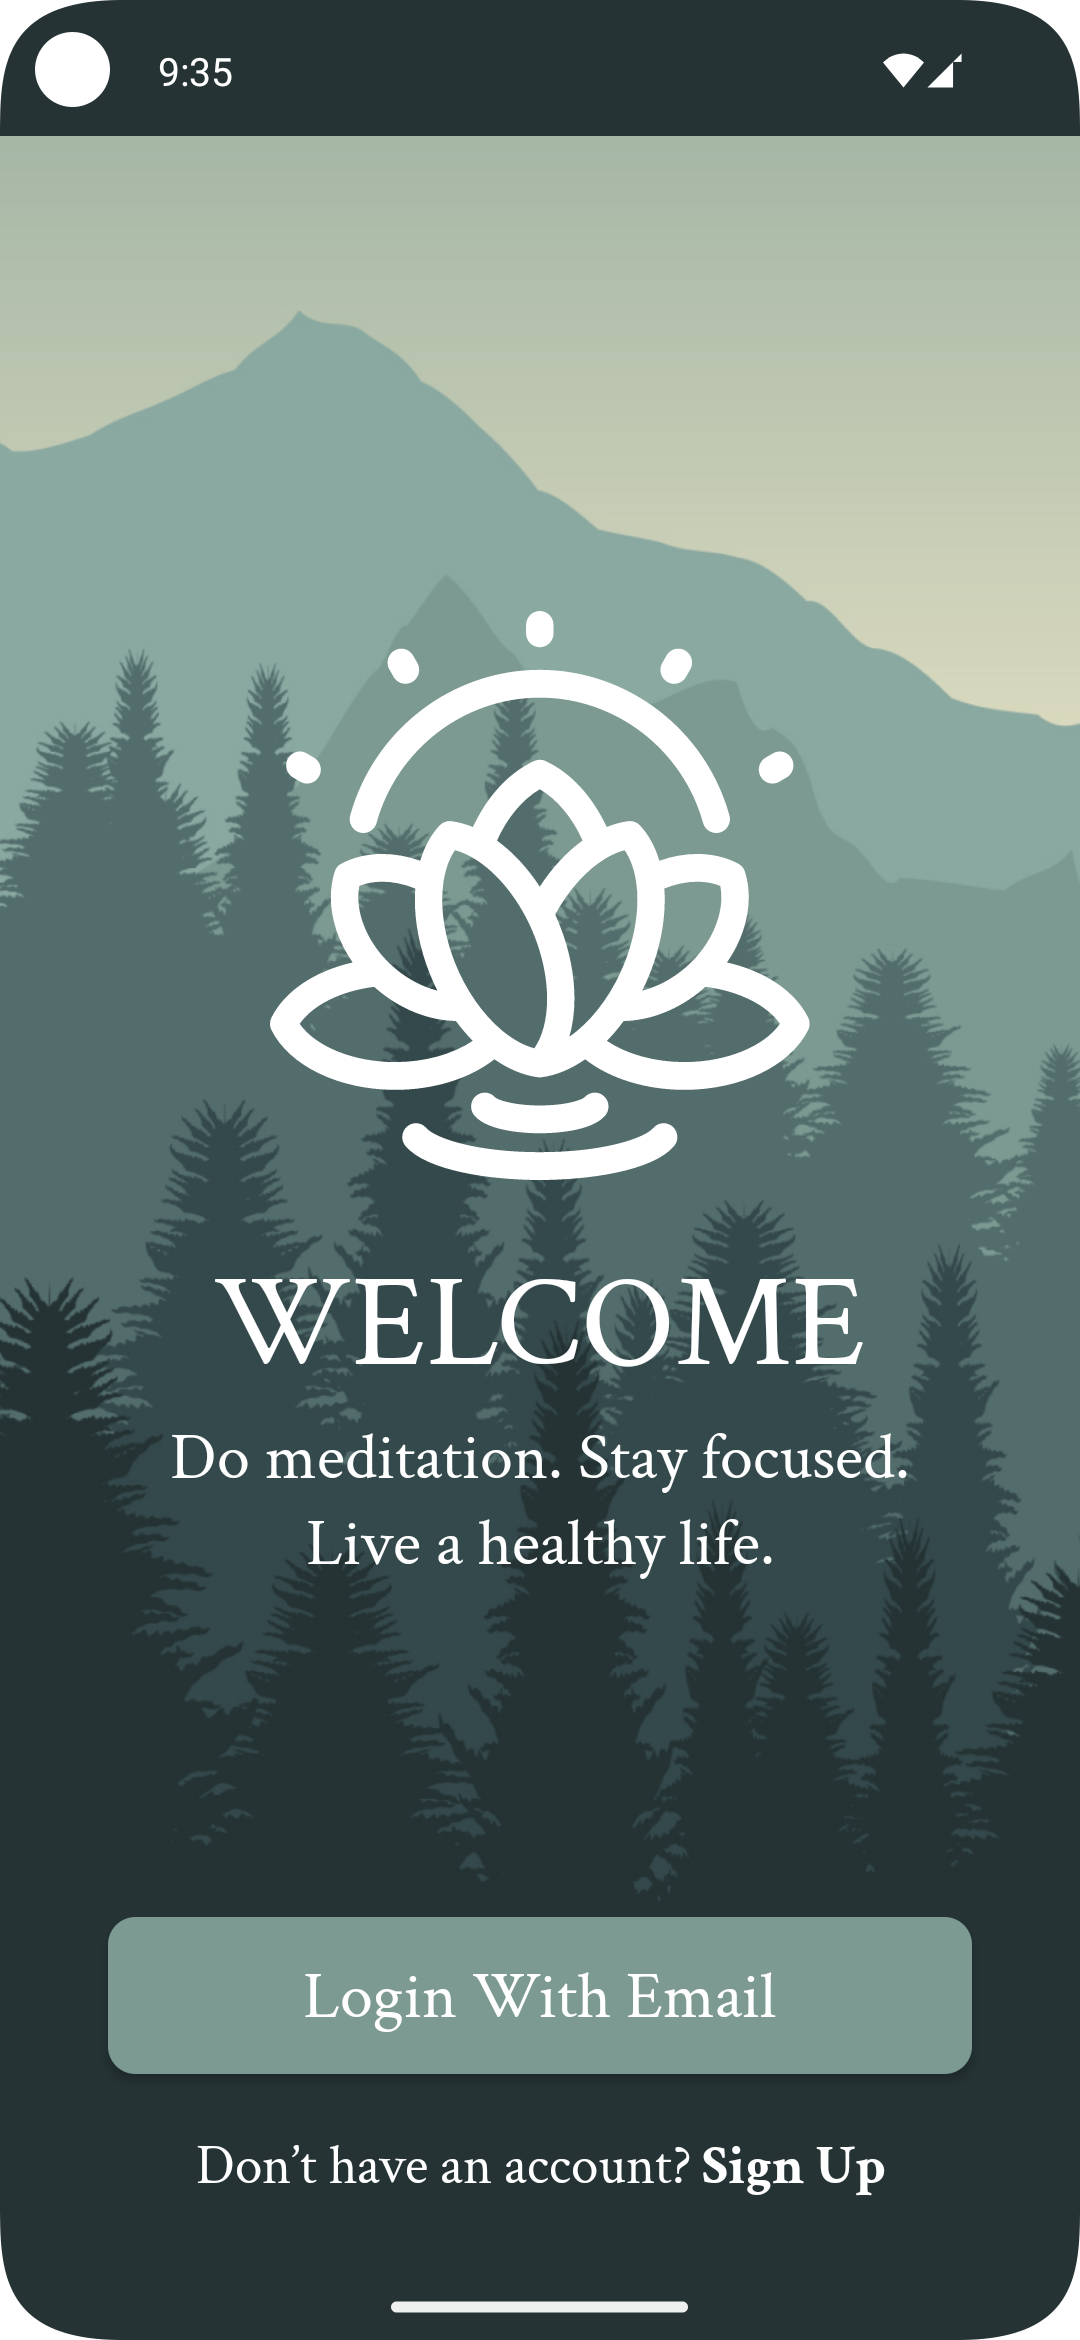 9:35
WELCOME
Do meditation. Stay focused.
Live a healthy life.
Login With Email
Don’t have an account? Sign Up